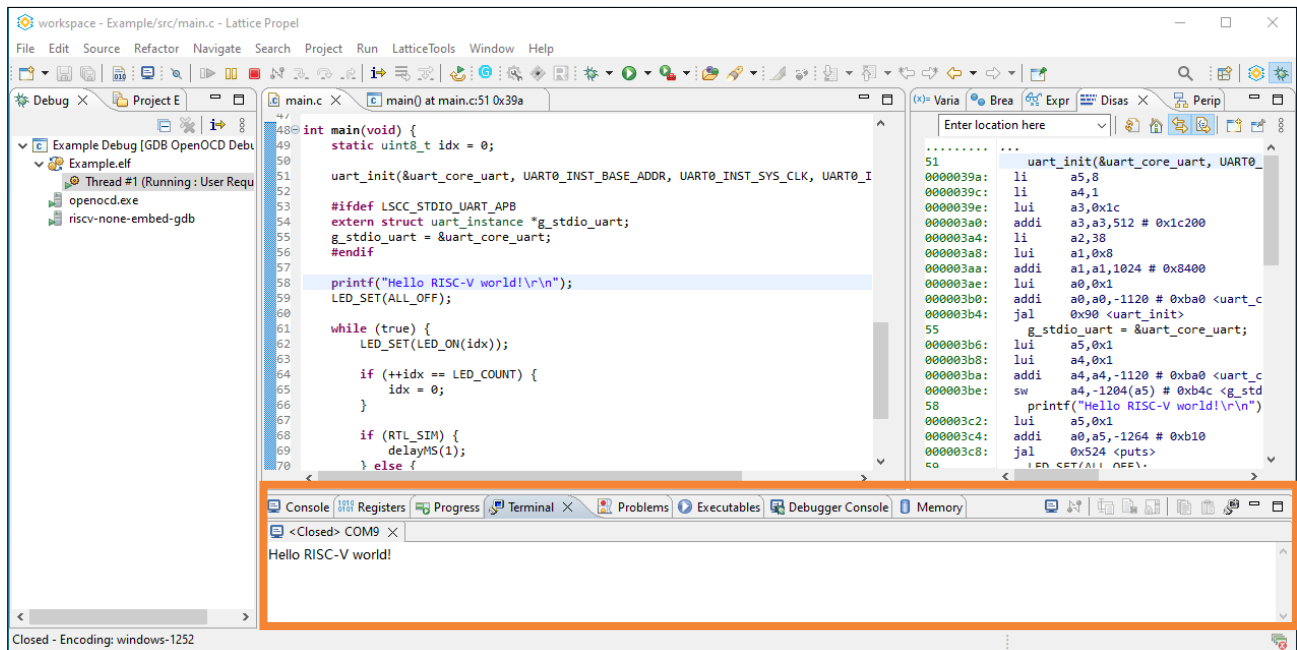 workspace - Example/src/main.c - Lattice Propel
File Edit Source Refactor Navigate Search Project Run LatticeTools Window Help
Debug Project E
Example Debug [GDB OpenOCD Debu
Example.elf
Thread #1 (Running : User Requ
openocd.exe
riscv-none-embed-gdb
main.c main() at main.c:51 0x39a
47
48 int main(void) {
49 static uint8_t idx = 0;
50
51 uart_init(&uart_core_uart, UART0_INST_BASE_ADDR, UART0_INST_SYS_CLK, UART0_I
52
53 #ifdef LSCC_STDIO_UART_APB
54 extern struct uart_instance *g_stdio_uart;
55 g_stdio_uart = &uart_core_uart;
56 #endif
57
58 printf("Hello RISC-V world!\r\n");
59 LED_SET(ALL_OFF);
60
61 while (true) {
62 LED_SET(LED_ON(idx));
63
64 if (++idx == LED_COUNT) {
65 idx = 0;
66 }
67
68 if (RTL_SIM) {
69 delayMS(1);
70 } else {
(x)= Varia Brea Expr Disas Perip
Enter location here
......... ...
51 uart_init(&uart_core_uart, UART0_
0000039a: li a5,8
0000039c: li a4,1
0000039e: lui a3,0x1c
000003a0: addi a3,a3,512 # 0x1c200
000003a4: li a2,38
000003a8: lui a1,0x8
000003aa: addi a1,a1,1024 # 0x8400
000003ae: lui a0,0x1
000003b0: addi a0,a0,-1120 # 0xba0 <uart_c
000003b4: jal 0x90 <uart_init>
55 g_stdio_uart = &uart_core_uart;
000003b6: lui a5,0x1
000003b8: lui a4,0x1
000003ba: addi a4,a4,-1120 # 0xba0 <uart_c
000003be: sw a4,-1204(a5) # 0xb4c <g_std
58 printf("Hello RISC-V world!\r\n")
000003c2: lui a5,0x1
000003c4: addi a0,a5,-1264 # 0xb10
000003c8: jal 0x524 <puts>
59 LED_SET(ALL_OFF);
Console Registers Progress Terminal Problems Executables Debugger Console Memory
<Closed> COM9
Hello RISC-V world!
Closed - Encoding: windows-1252